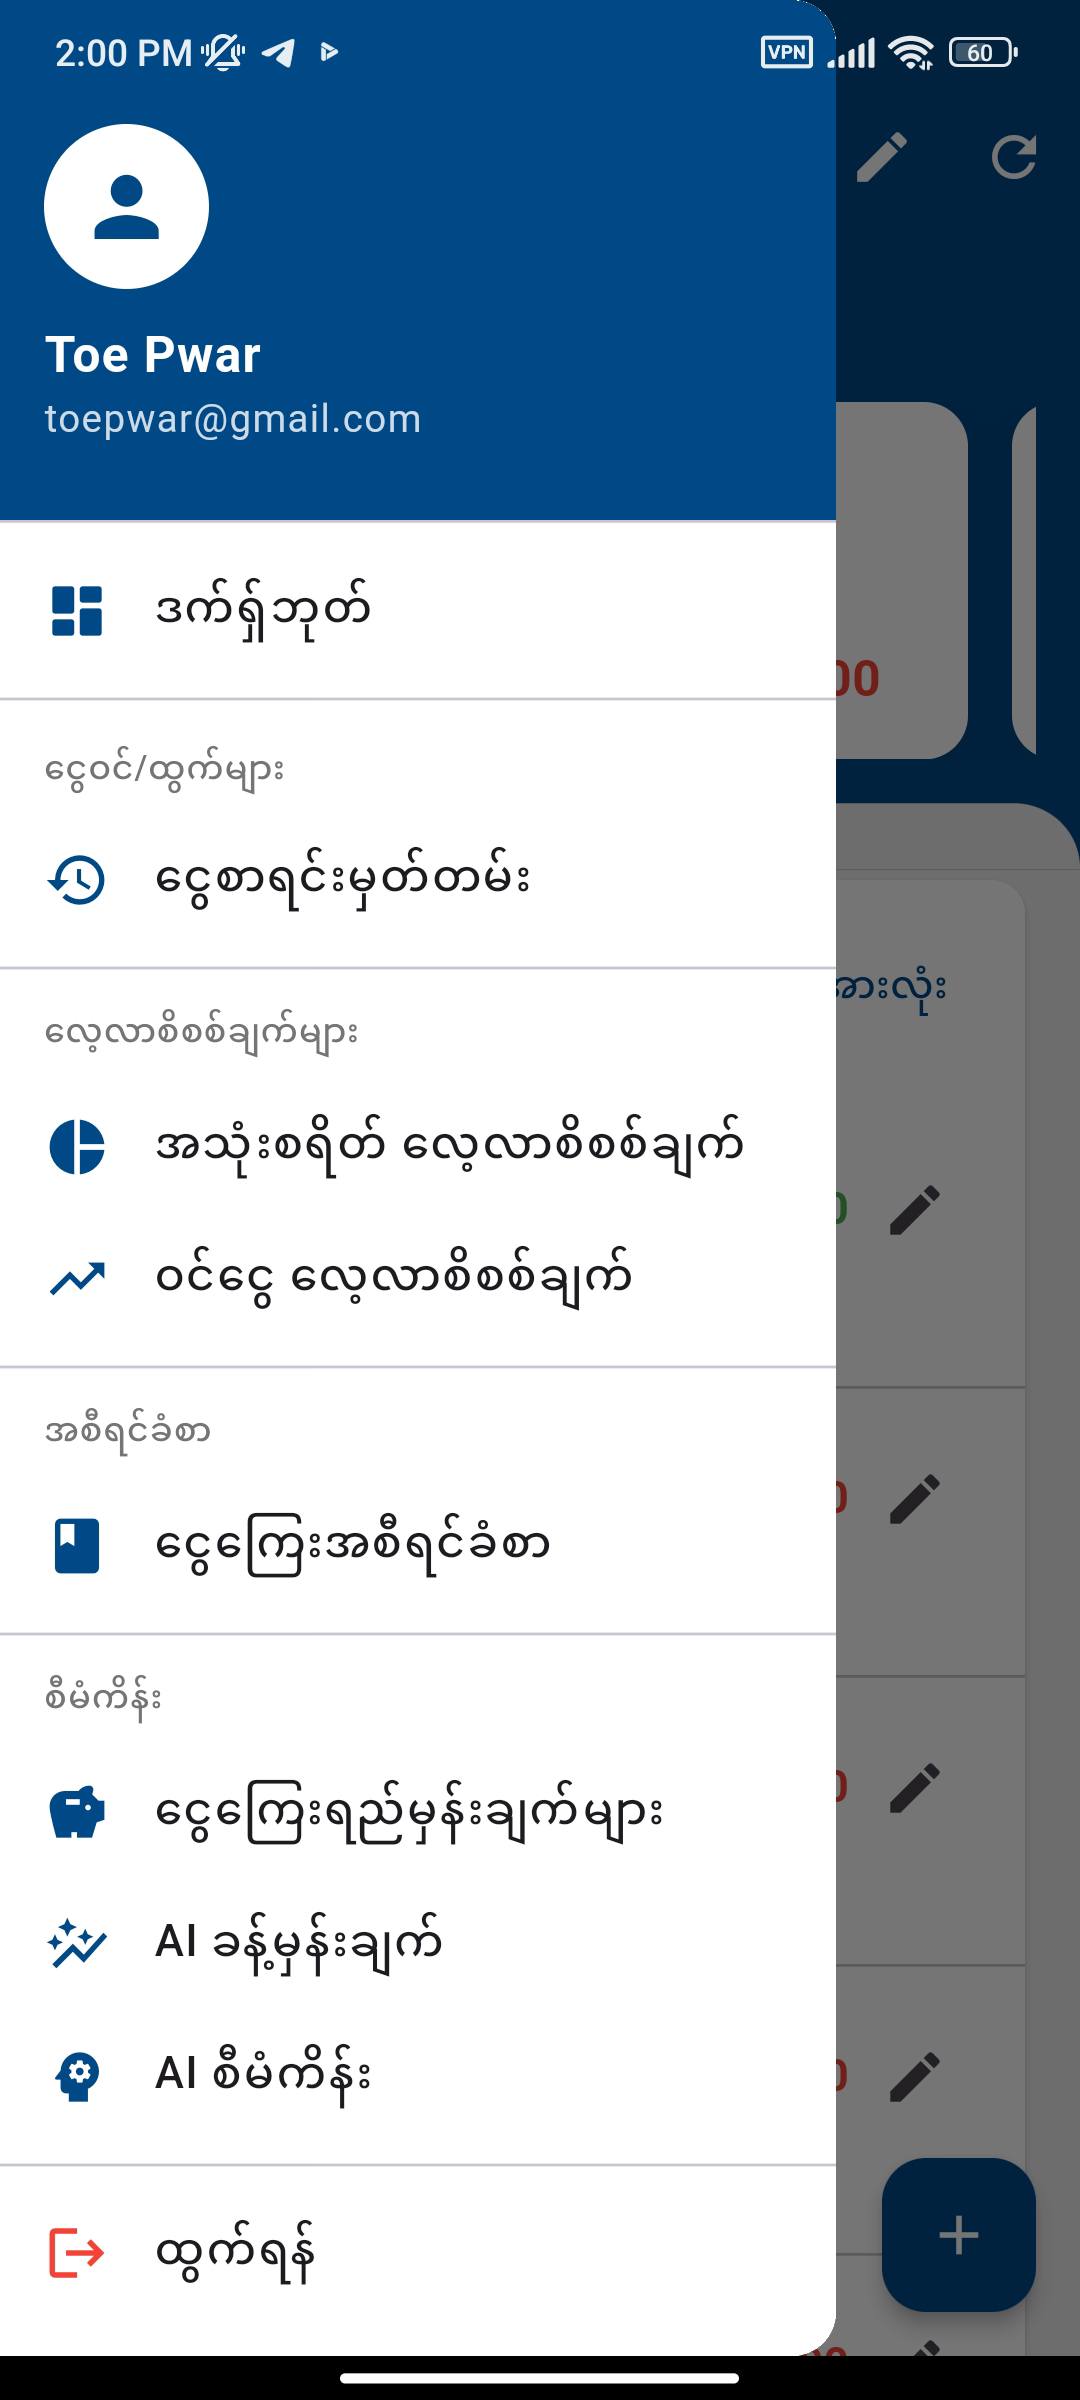 2:00 PM
VPN
60
Toe Pwar
toepwar@gmail.com
ဒက်ရှ်ဘုတ်
ငွေဝင်/ထွက်များ
ငွေစာရင်းမှတ်တမ်း
လေ့လာစိစစ်ချက်များ
အသုံးစရိတ် လေ့လာစိစစ်ချက်
ဝင်ငွေ လေ့လာစိစစ်ချက်
အစီရင်ခံစာ
ငွေကြေးအစီရင်ခံစာ
စီမံကိန်း
ငွေကြေးရည်မှန်းချက်များ
AI ခန့်မှန်းချက်
AI စီမံကိန်း
ထွက်ရန်